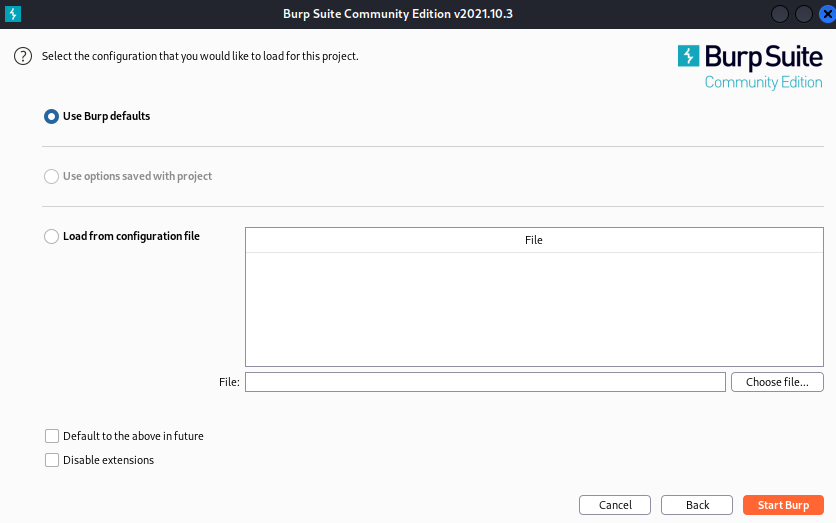 Burp Suite Community Edition v2021.10.3
? Select the configuration that you would like to load for this project.
Burp Suite
Community Edition
Use Burp defaults
Use options saved with project
Load from configuration file
File
File:
Choose file...
Default to the above in future
Disable extensions
Cancel Back Start Burp